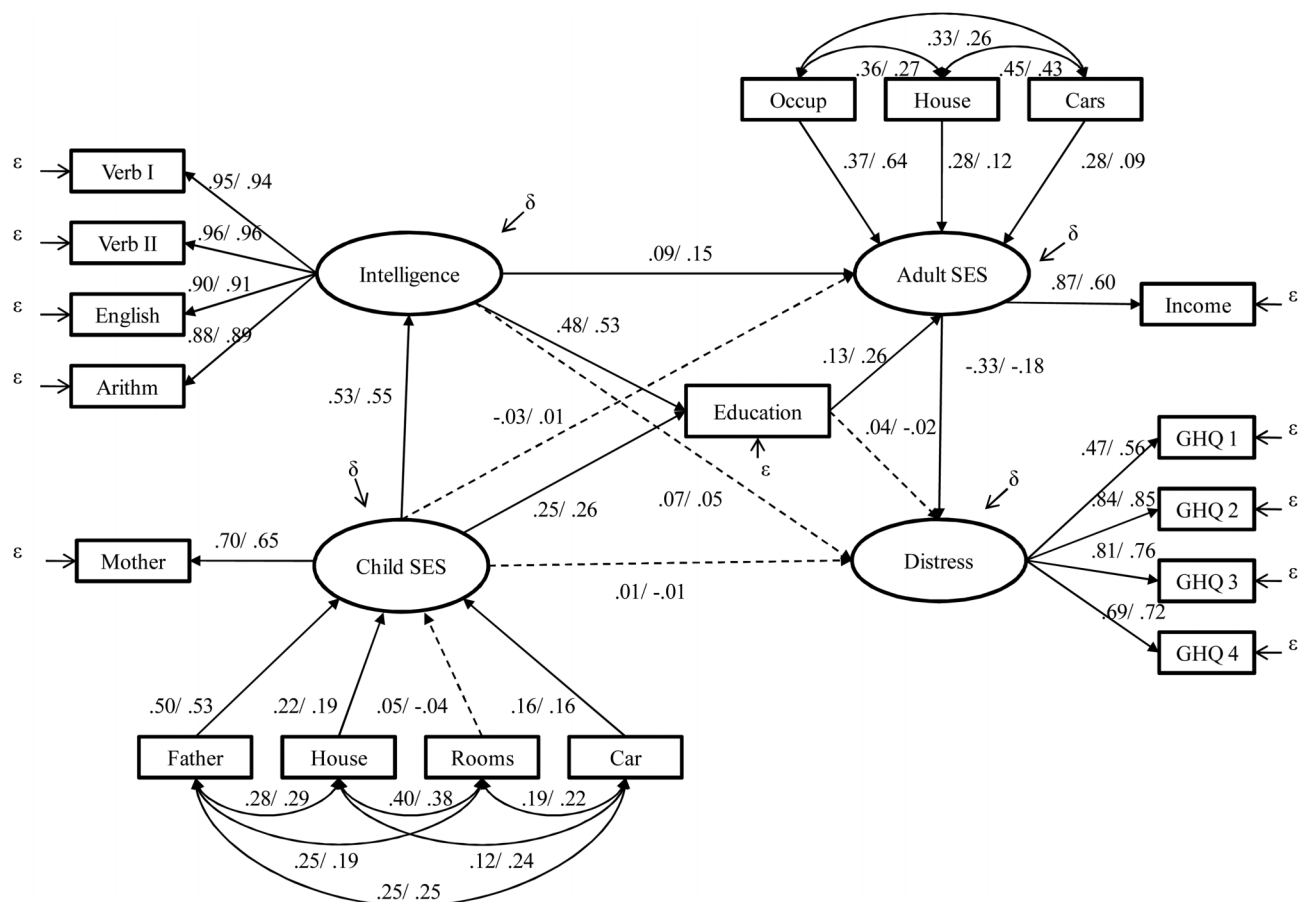 .33/ .26
.36/ .27
.45/ .43
Occup
House
Cars
ε
Verb I
.95/ .94
.37/ .64
.28/ .12
.28/ .09
ε
Verb II
.96/ .96
δ
δ
Intelligence
.09/ .15
Adult SES
.87/ .60
Income
ε
ε
English
.90/ .91
.88/ .89
ε
Arithm
.48/ .53
.13/ .26
-.33/ -.18
.53/ .55
-.03/ .01
Education
ε
.04/ -.02
GHQ 1
ε
.47/ .56
δ
.25/ .26
.07/ .05
δ
.84/ .85
GHQ 2
ε
ε
Mother
.70/ .65
Child SES
.01/ -.01
Distress
.81/ .76
GHQ 3
ε
.69/ .72
GHQ 4
ε
.50/ .53
.22/ .19
.05/ -.04
.16/ .16
Father
House
Rooms
Car
.28/ .29
.40/ .38
.19/ .22
.25/ .19
.12/ .24
.25/ .25